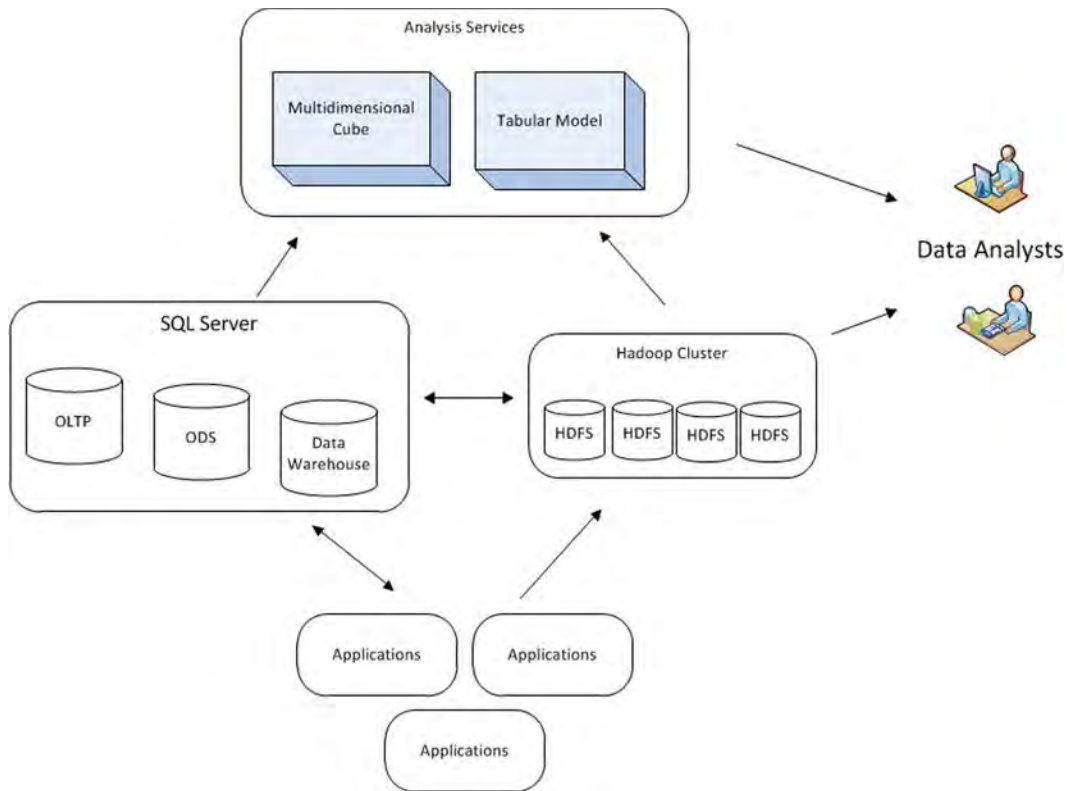 Analysis Services
Multidimensional
Cube
Tabular Model
Data Analysts
SQL Server
OLTP
ODS
Data
Warehouse
Hadoop Cluster
HDFS
HDFS
HDFS
HDFS
Applications
Applications
Applications